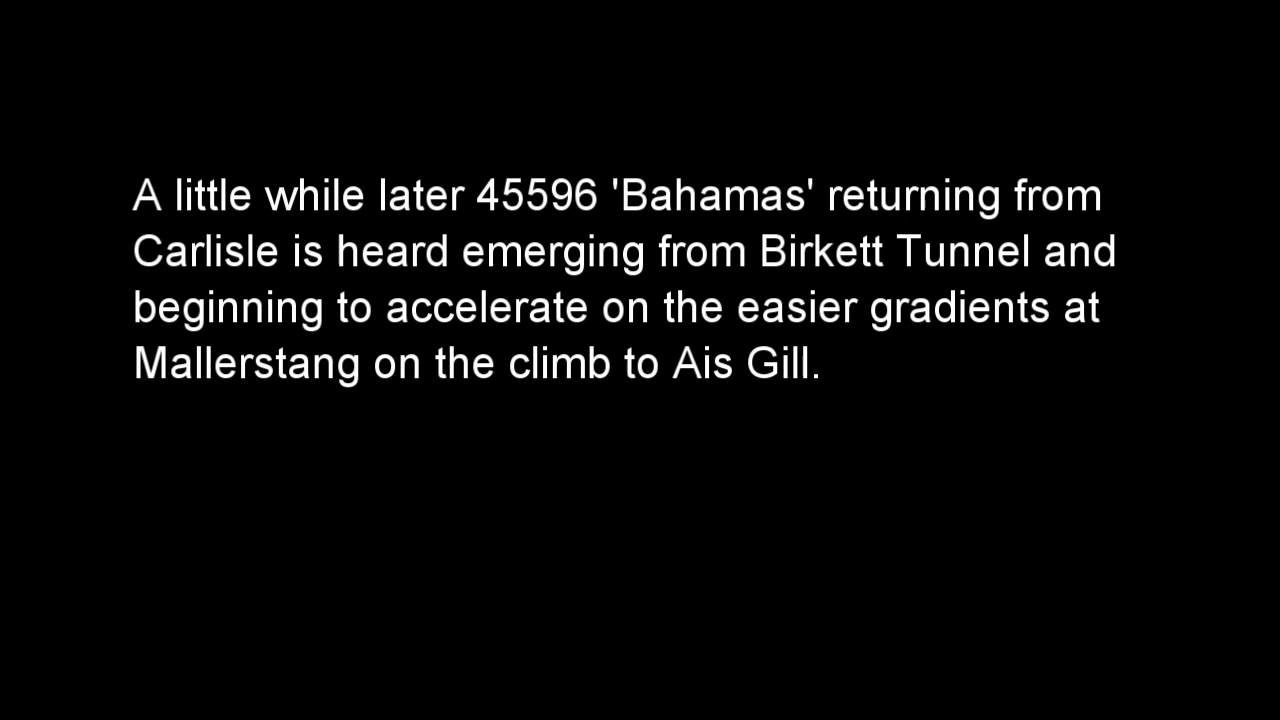 A little while later 45596 'Bahamas' returning from
Carlisle is heard emerging from Birkett Tunnel and
beginning to accelerate on the easier gradients at
Mallerstang on the climb to Ais Gill.